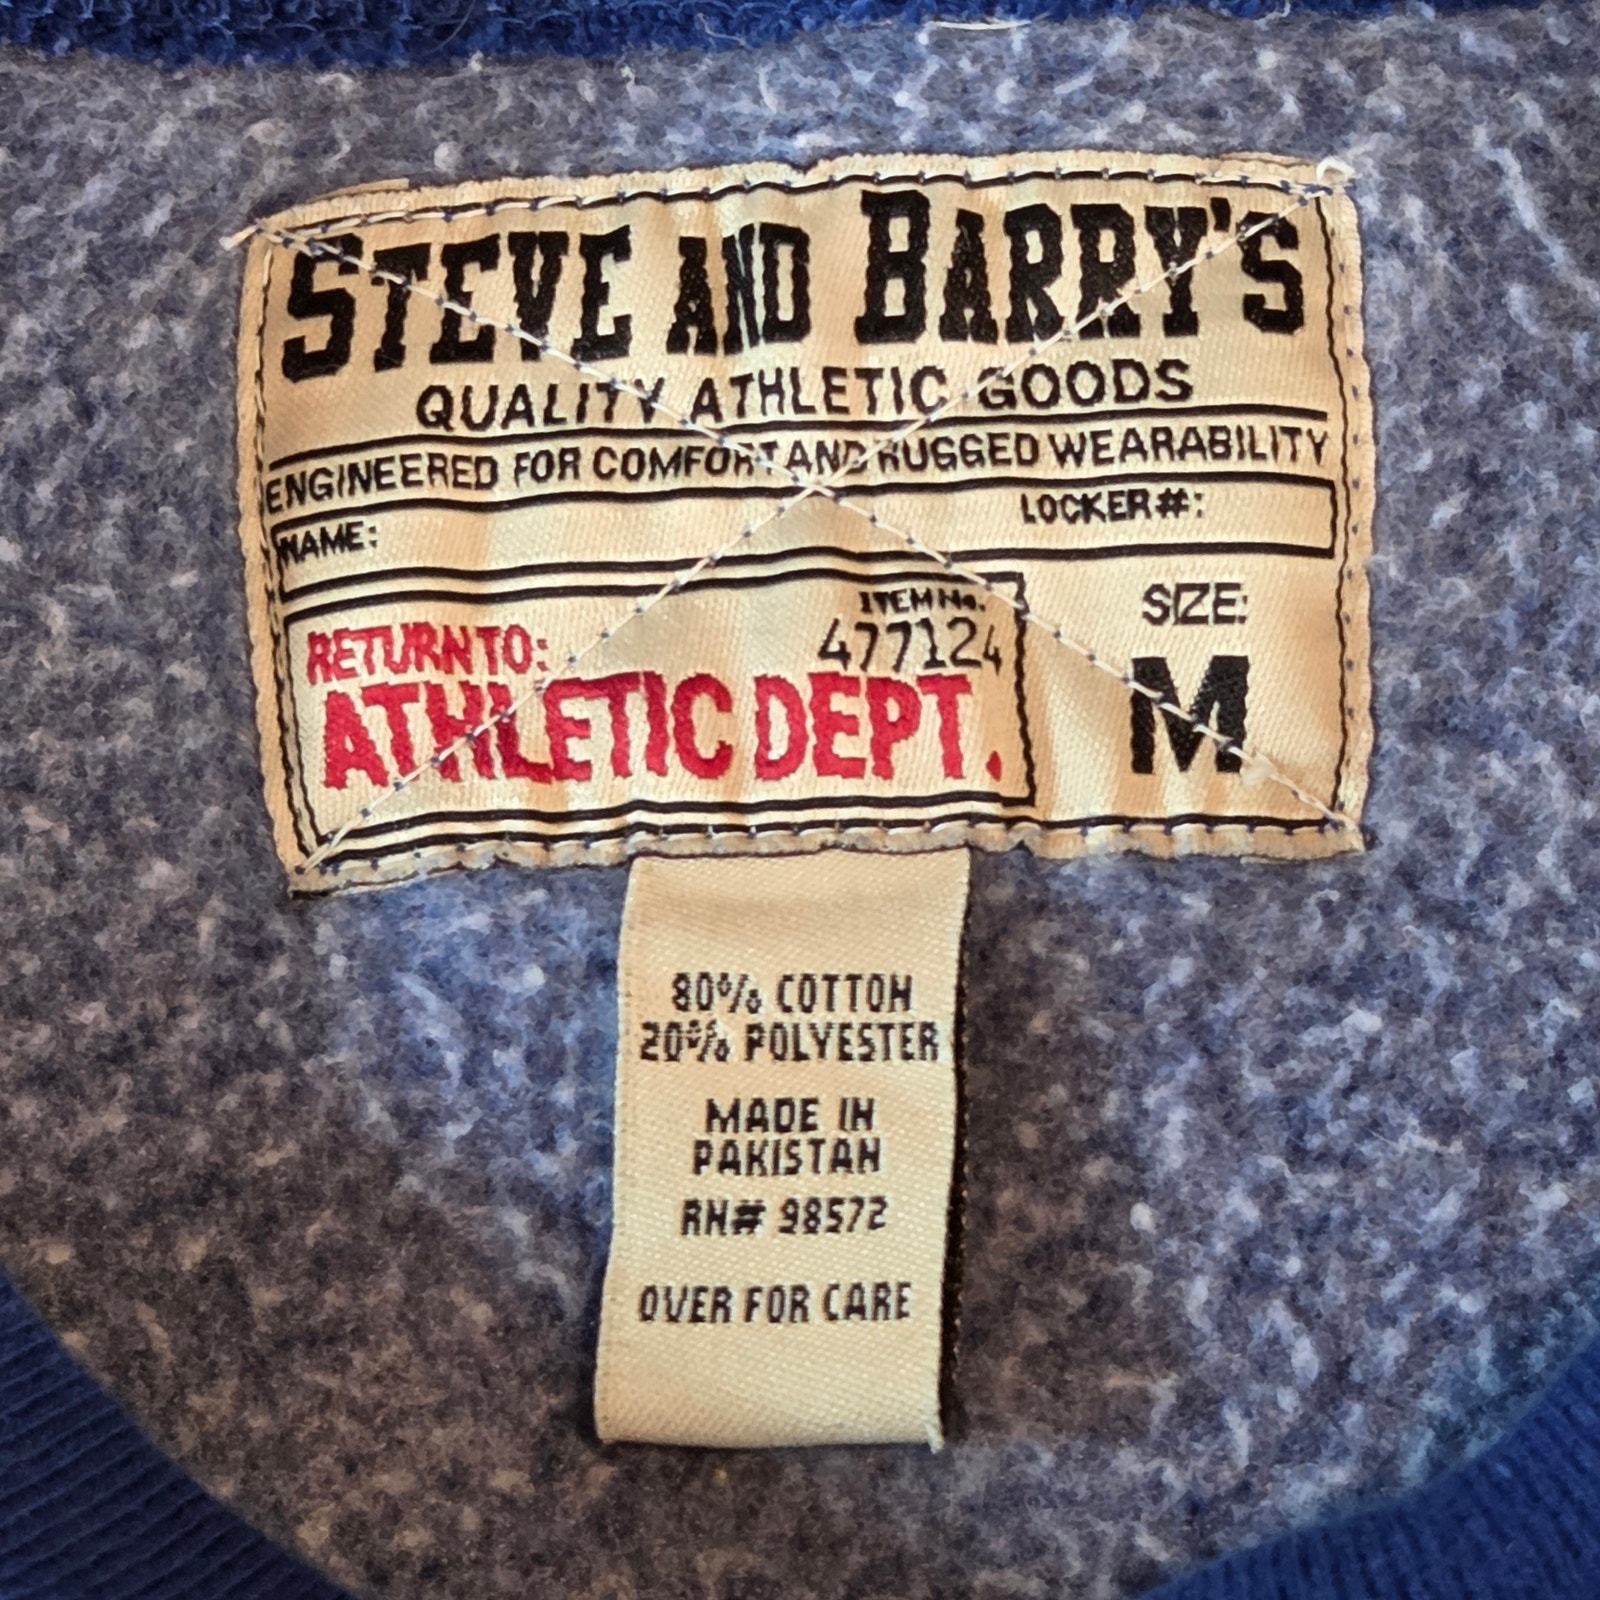 STEVE AND BARRY'S
QUALITY ATHLETIC GOODS
ENGINEERED FOR COMFORT AND RUGGED WEARABILITY
NAME: LOCKER#:
ITEM No.
477124
RETURN TO:
ATHLETIC DEPT.
SIZE:
M
80% COTTON
20% POLYESTER
MADE IN
PAKISTAN
RN# 98572
OVER FOR CARE